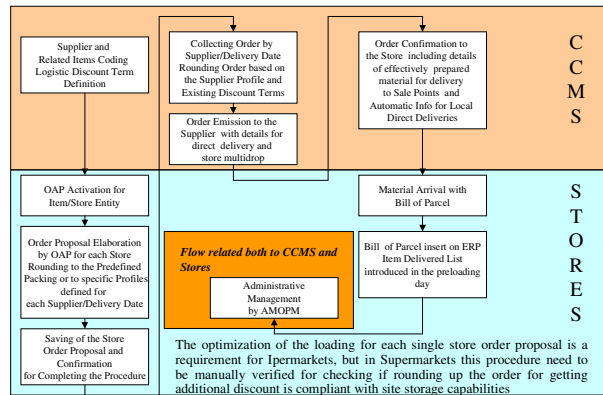 Supplier and
Related Items Coding
Logistic Discount Term
Definition
Collecting Order by
Supplier/Delivery Date
Rounding Order based on
the Supplier Profile and
Existing Discount Terms
Order Emission to the
Supplier with details for
direct delivery and
store multidrop
Order Confirmation to
the Store including details
of effectively prepared
material for delivery
to Sale Points and
Automatic Info for Local
Direct Deliveries
C
C
M
S
OAP Activation for
Item/Store Entity
Order Proposal Elaboration
by OAP for each Store
Rounding to the Predefined
Packing or to specific Profiles
defined for
each Supplier/Delivery Date
Saving of the Store
Order Proposal and
Confirmation
for Completing the Procedure
Flow related both to CCMS and
Stores
Administrative
Management
by AMOPM
Material Arrival with
Bill of Parcel
Bill of Parcel insert on ERP
Item Delivered List
introduced in the preloading
day
S
T
O
R
E
S
The optimization of the loading for each single store order proposal is a
requirement for Ipermarkets, but in Supermarkets this procedure need to
be manually verified for checking if rounding up the order for getting
additional discount is compliant with site storage capabilities